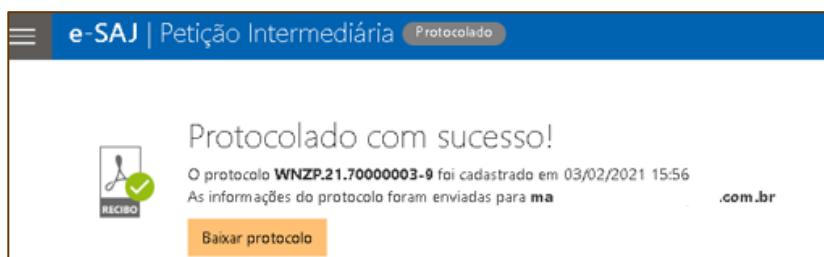 e-SAJ | Petição Intermediária Protocolado
Protocolado com sucesso!
O protocolo WNZP.21.70000003-9 foi cadastrado em 03/02/2021 15:56
As informações do protocolo foram enviadas para ma .com.br
RECIBO
Baixar protocolo